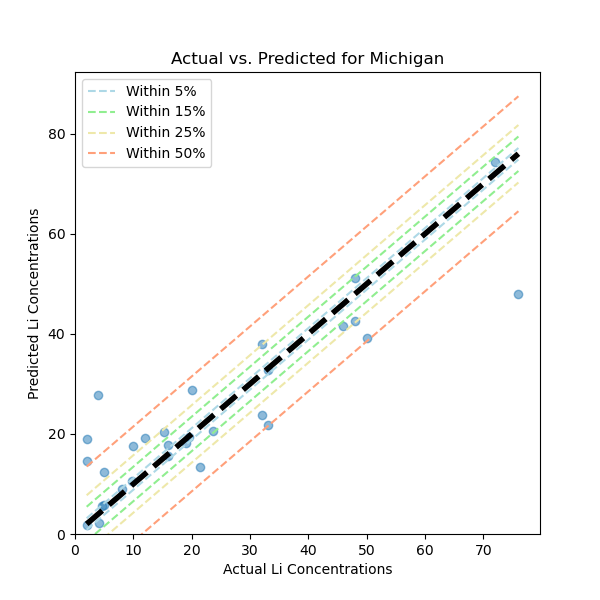 Actual vs. Predicted for Michigan
Within 5%
Within 15%
Within 25%
Within 50%
Predicted Li Concentrations
80
60
40
20
0
0 10 20 30 40 50 60 70
Actual Li Concentrations